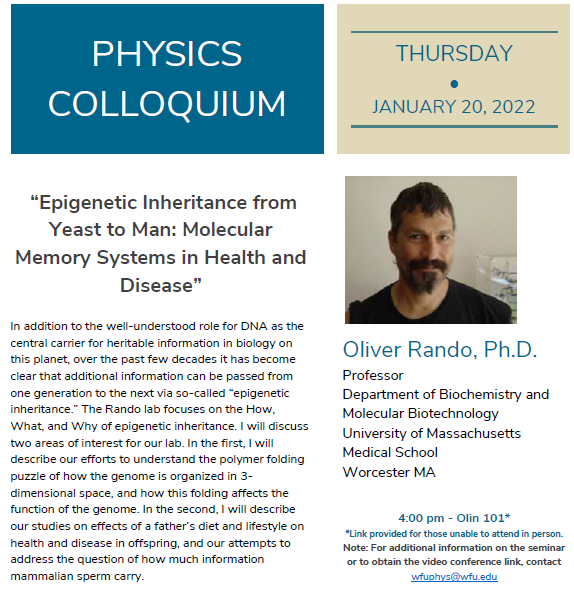 PHYSICS
COLLOQUIUM
THURSDAY
●
JANUARY 20, 2022
“Epigenetic Inheritance from
Yeast to Man: Molecular
Memory Systems in Health and
Disease”
In addition to the well-understood role for DNA as the
central carrier for heritable information in biology on
this planet, over the past few decades it has become
clear that additional information can be passed from
one generation to the next via so-called “epigenetic
inheritance.” The Rando lab focuses on the How,
What, and Why of epigenetic inheritance. I will discuss
two areas of interest for our lab. In the first, I will
describe our efforts to understand the polymer folding
puzzle of how the genome is organized in 3-
dimensional space, and how this folding affects the
function of the genome. In the second, I will describe
our studies on effects of a father’s diet and lifestyle on
health and disease in offspring, and our attempts to
address the question of how much information
mammalian sperm carry.
Oliver Rando, Ph.D.
Professor
Department of Biochemistry and
Molecular Biotechnology
University of Massachusetts
Medical School
Worcester MA
4:00 pm - Olin 101*
*Link provided for those unable to attend in person.
Note: For additional information on the seminar
or to obtain the video conference link, contact
wfuphys@wfu.edu